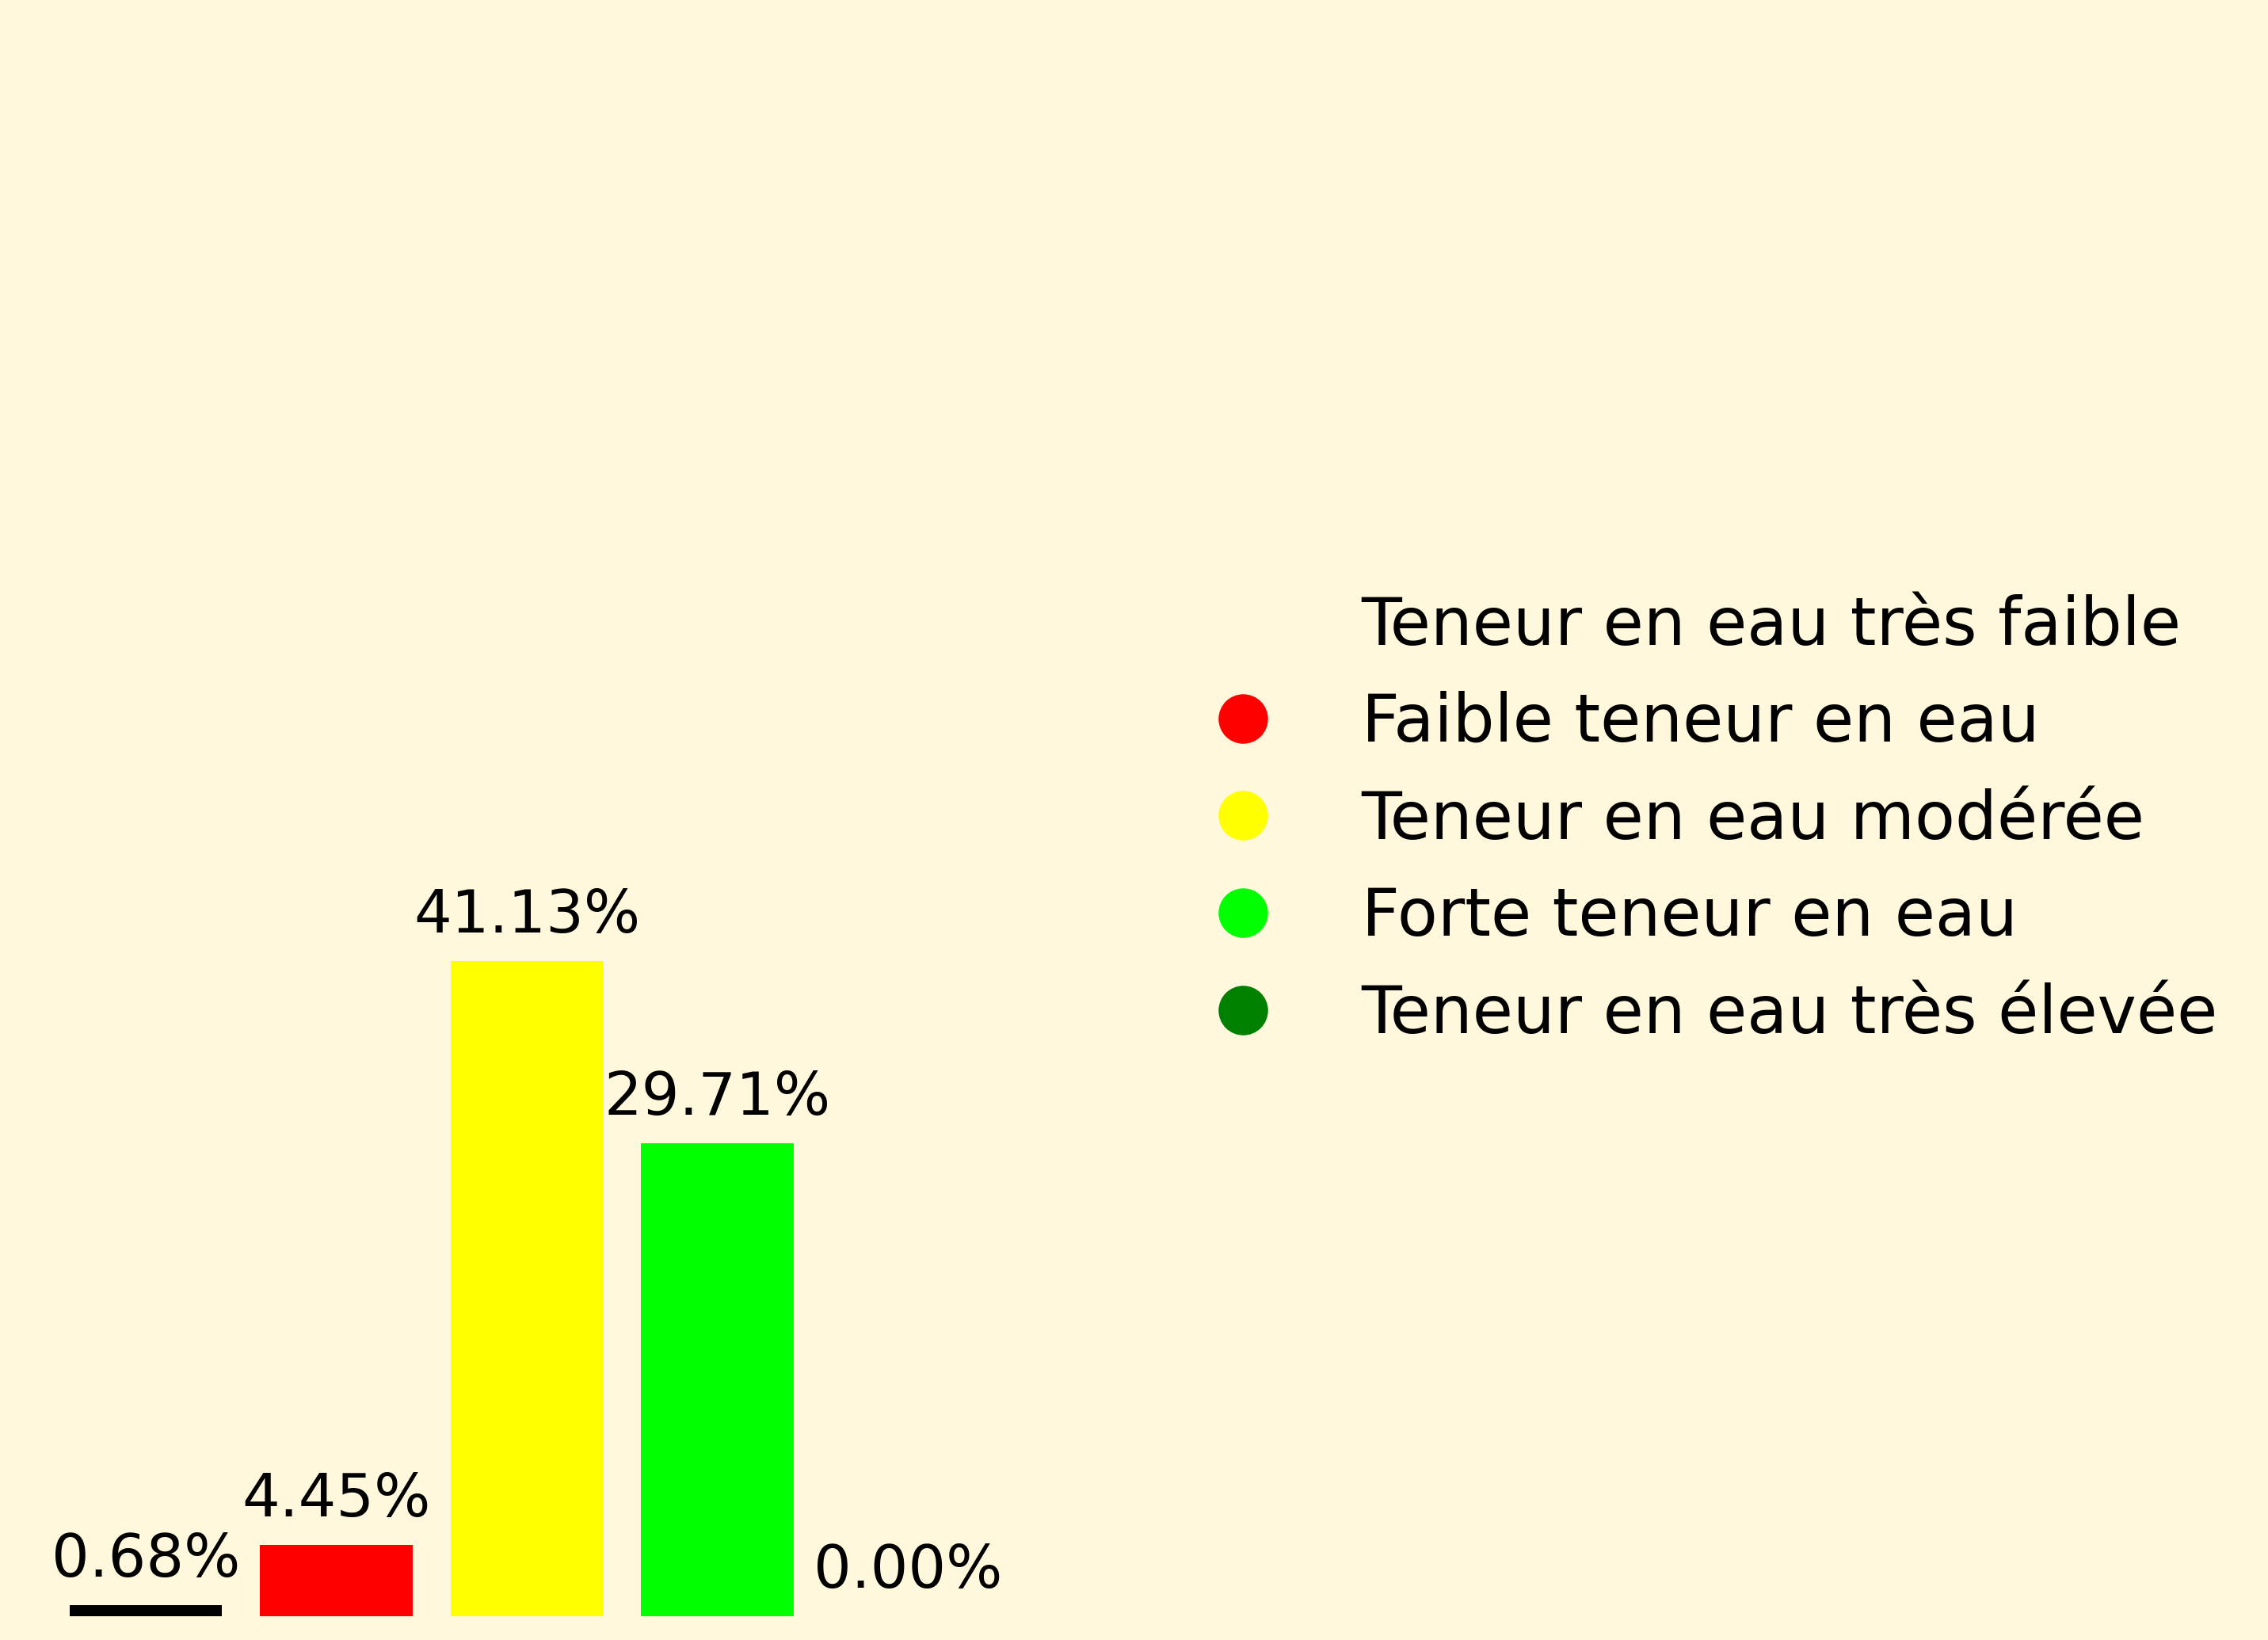 Teneur en eau très faible
Faible teneur en eau
Teneur en eau modérée
Forte teneur en eau
Teneur en eau très élevée
41.13%
29.71%
4.45%
0.68%
0.00%